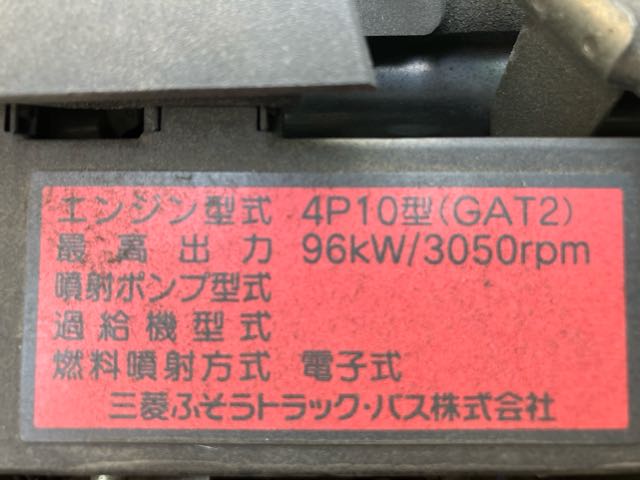 エンジン型式 4P10型(GAT2)
最高出力 96kW/3050rpm
噴射ポンプ型式
過給機型式
燃料噴射方式 電子式
三菱ふそうトラック・バス株式会社